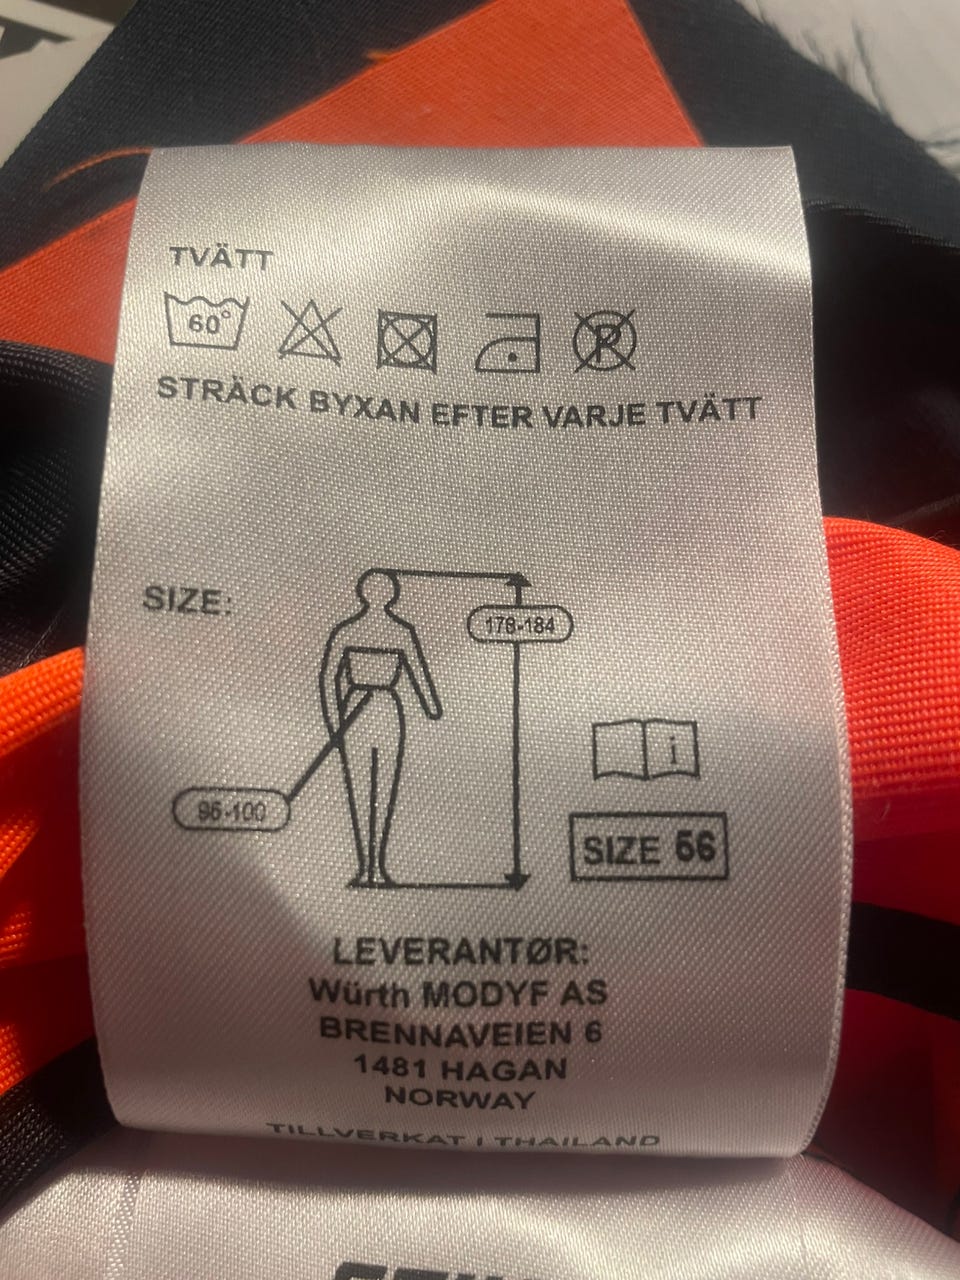 TVÄTT
60°
P
STRÄCK BYXAN EFTER VARJE TVÄTT
SIZE:
178-184
i
96-100
SIZE 56
LEVERANTØR:
Würth MODYF AS
BRENNAVEIEN 6
1481 HAGAN
NORWAY
TILLVERKAT I THAILAND